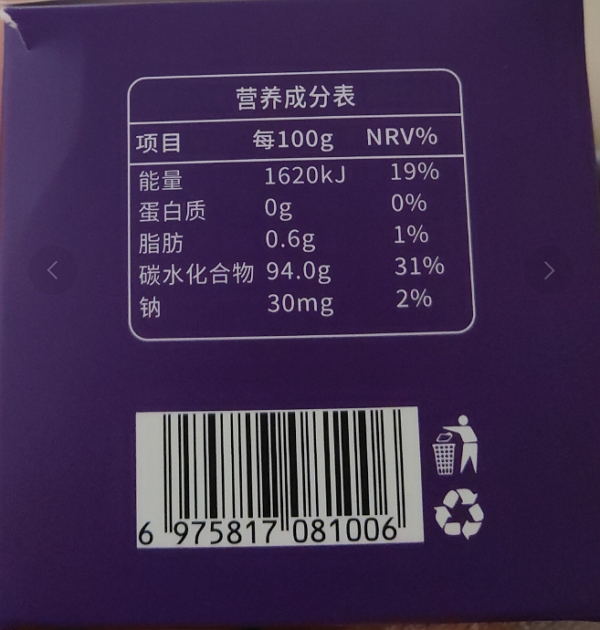 营养成分表
项目 每100g NRV%
能量 1620kJ 19%
蛋白质 0g 0%
脂肪 0.6g 1%
碳水化合物 94.0g 31%
钠 30mg 2%
6 975817 081006